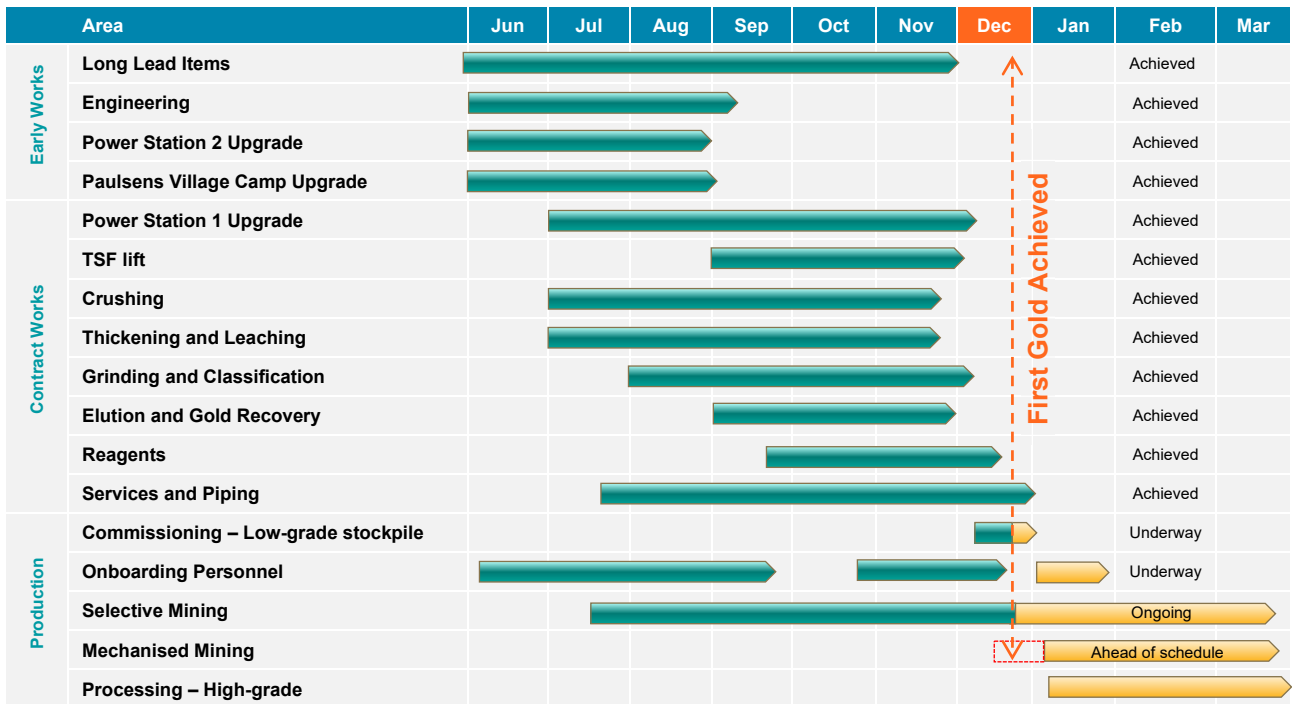 Area Jun Jul Aug Sep Oct Nov Dec Jan Feb Mar
Early Works
Long Lead Items Achieved
Engineering Achieved
Power Station 2 Upgrade Achieved
Paulsens Village Camp Upgrade Achieved
Contract Works
Power Station 1 Upgrade Achieved
TSF lift Achieved
Crushing Achieved
Thickening and Leaching Achieved
Grinding and Classification Achieved
Elution and Gold Recovery Achieved
Reagents Achieved
Services and Piping Achieved
First Gold Achieved
Production
Commissioning – Low-grade stockpile Underway
Onboarding Personnel Underway
Selective Mining Ongoing
Mechanised Mining Ahead of schedule
Processing – High-grade